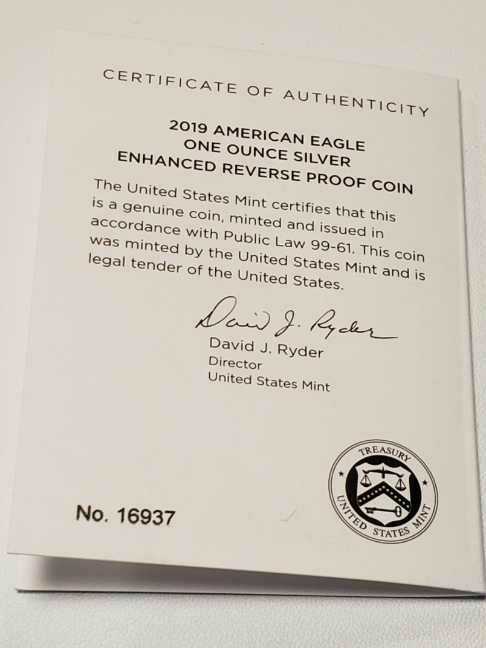 CERTIFICATE OF AUTHENTICITY
2019 AMERICAN EAGLE
ONE OUNCE SILVER
ENHANCED REVERSE PROOF COIN
The United States Mint certifies that this
is a genuine coin, minted and issued in
accordance with Public Law 99-61. This coin
was minted by the United States Mint and is
legal tender of the United States.
David J. Ryder
David J. Ryder
Director
United States Mint
TREASURY
UNITED STATES MINT
No. 16937